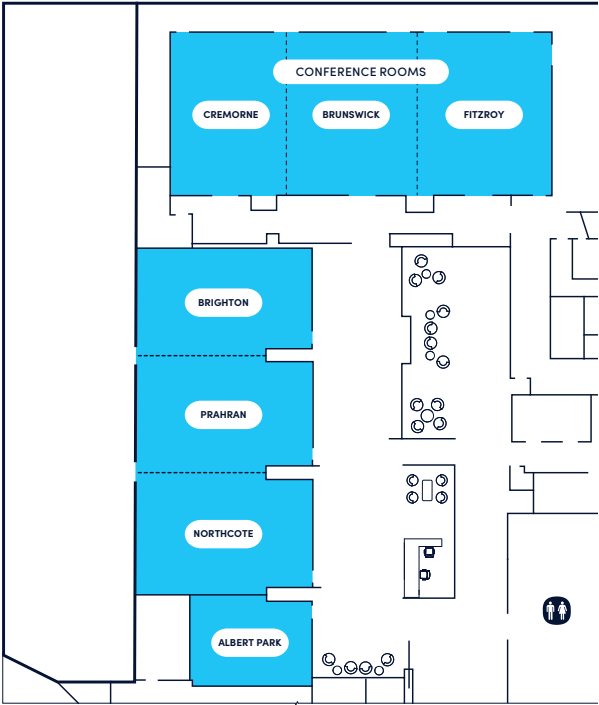 CONFERENCE ROOMS
CREMORNE
BRUNSWICK
FITZROY
BRIGHTON
PRAHRAN
NORTHCOTE
ALBERT PARK